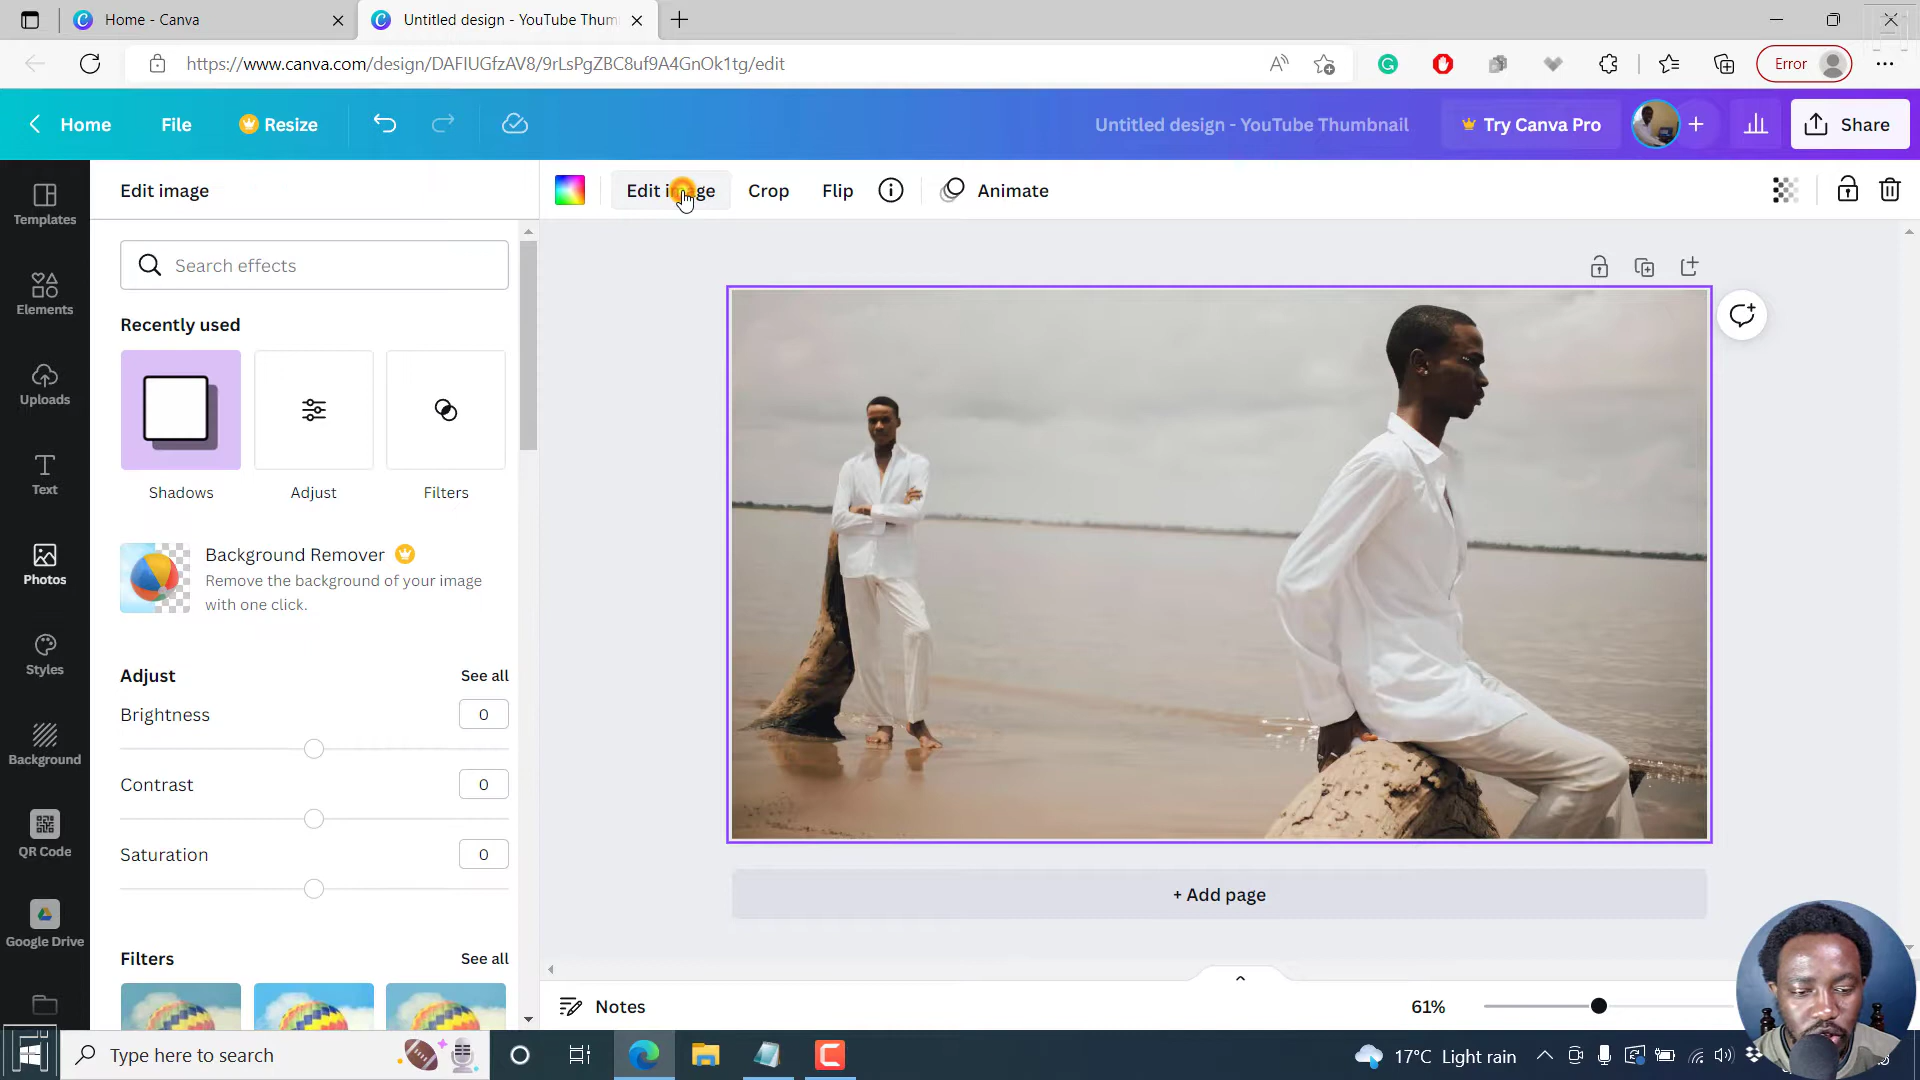 Home - Canva
Untitled design - YouTube Thum
https://www.canva.com/design/DAFIUGfzAV8/9rLsPgZBC8uf9A4GnOk1tg/edit
Error
Home
File
Resize
Untitled design - YouTube Thumbnail
Try Canva Pro
Share
Edit image
Edit image
Crop
Flip
Animate
Templates
Elements
Uploads
Text
Photos
Styles
Background
QR Code
Google Drive
Search effects
Recently used
Shadows
Adjust
Filters
Background Remover
Remove the background of your image
with one click.
Adjust
See all
Brightness
0
Contrast
0
Saturation
0
Filters
See all
+ Add page
Notes
61%
Type here to search
17°C Light rain